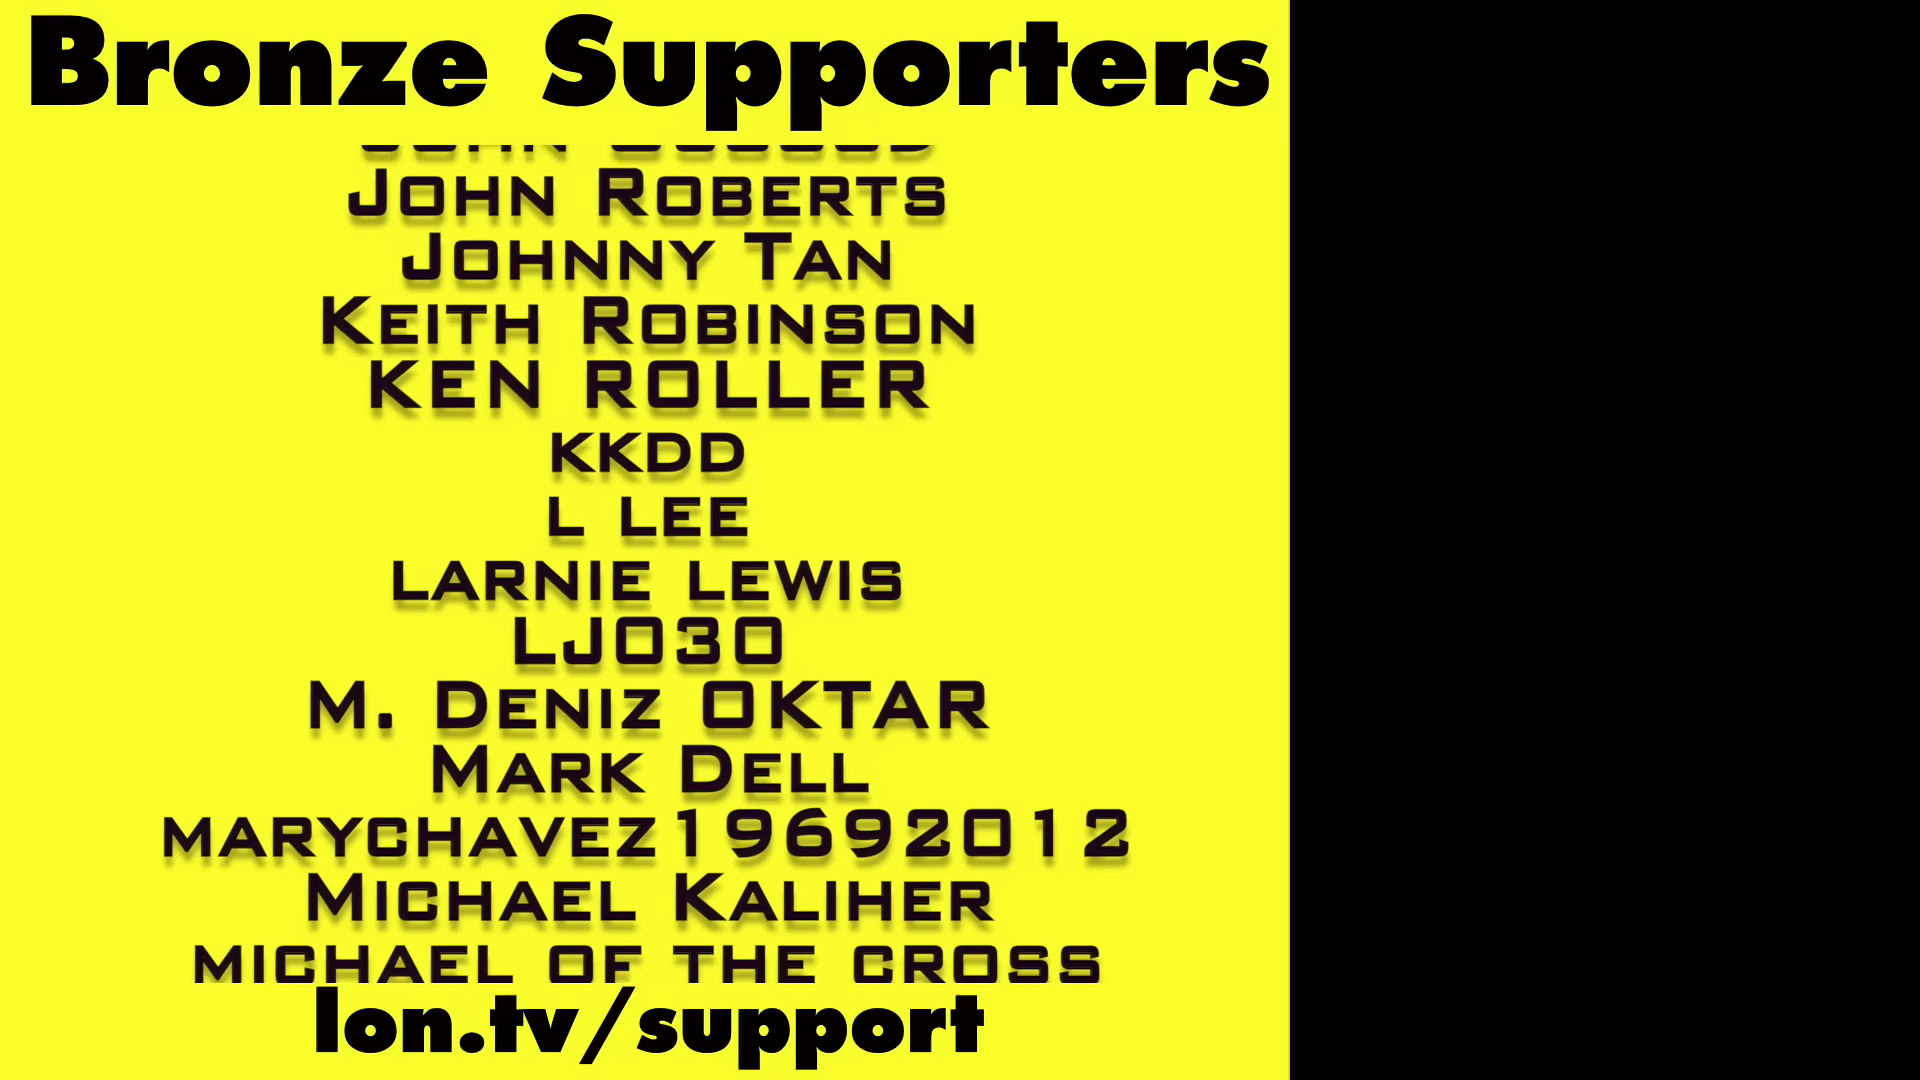 Bronze Supporters
John Roberts
Johnny Tan
Keith Robinson
KEN ROLLER
kkdd
l lee
larnie lewis
LJ030
M. Deniz OKTAR
Mark Dell
marychavez19692012
Michael Kaliher
michael of the cross
lon.tv/support